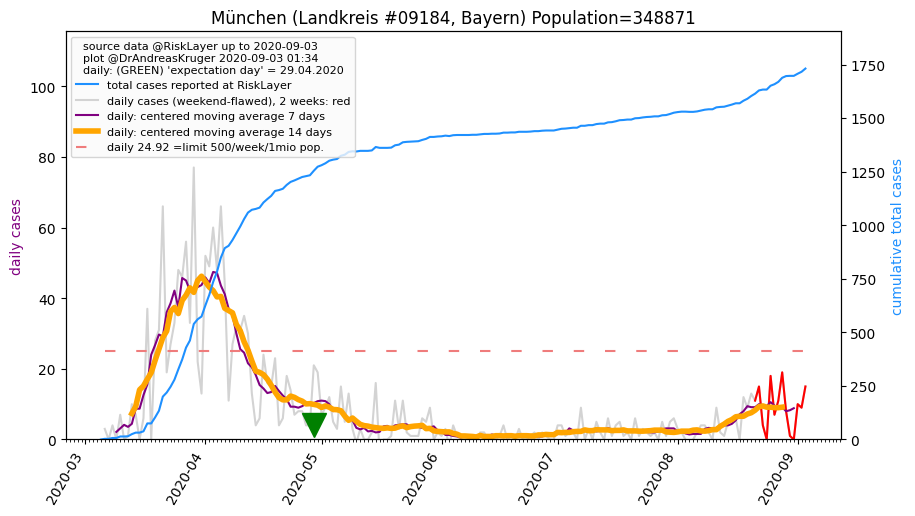 München (Landkreis #09184, Bayern) Population=348871
source data @RiskLayer up to 2020-09-03
plot @DrAndreasKruger 2020-09-03 01:34
daily: (GREEN) 'expectation day' = 29.04.2020
total cases reported at RiskLayer
daily cases (weekend-flawed), 2 weeks: red
daily: centered moving average 7 days
daily: centered moving average 14 days
daily 24.92 =limit 500/week/1mio pop.
daily cases
100
80
60
40
20
0
cumulative total cases
1750
1500
1250
1000
750
500
250
0
2020-03
2020-04
2020-05
2020-06
2020-07
2020-08
2020-09